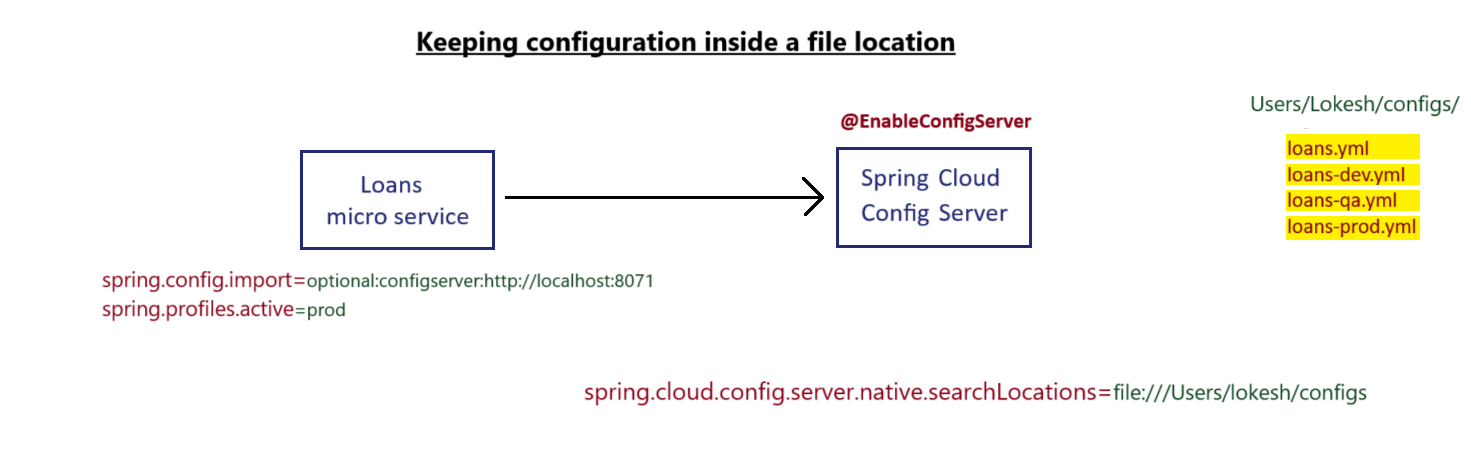 Keeping configuration inside a file location
Users/Lokesh/configs/
@EnableConfigServer
loans.yml
loans-dev.yml
loans-qa.yml
loans-prod.yml
Loans
micro service
Spring Cloud
Config Server
spring.config.import=optional:configserver:http://localhost:8071
spring.profiles.active=prod
spring.cloud.config.server.native.searchLocations=file:///Users/lokesh/configs